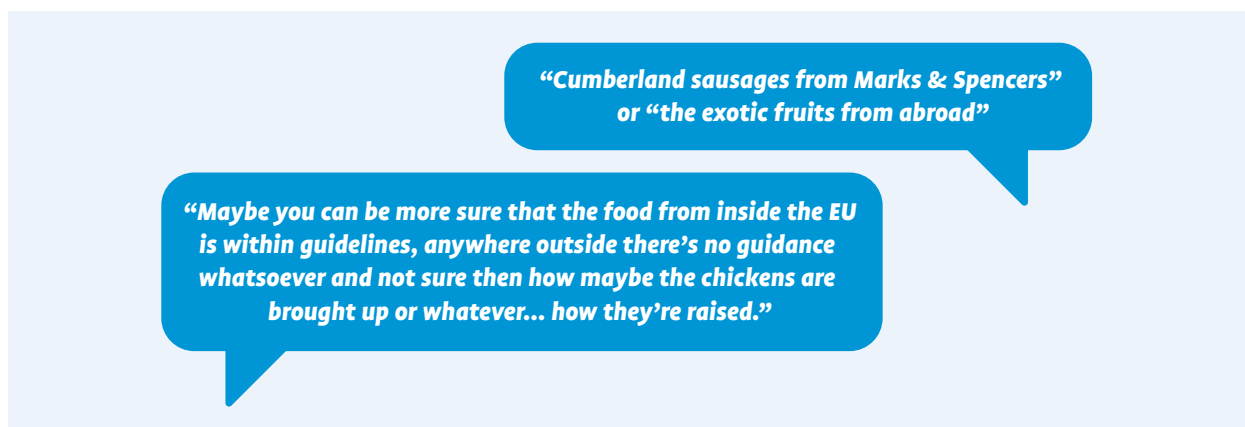 “Cumberland sausages from Marks & Spencers”
or “the exotic fruits from abroad”
“Maybe you can be more sure that the food from inside the EU
is within guidelines, anywhere outside there’s no guidance
whatsoever and not sure then how maybe the chickens are
brought up or whatever... how they’re raised.”